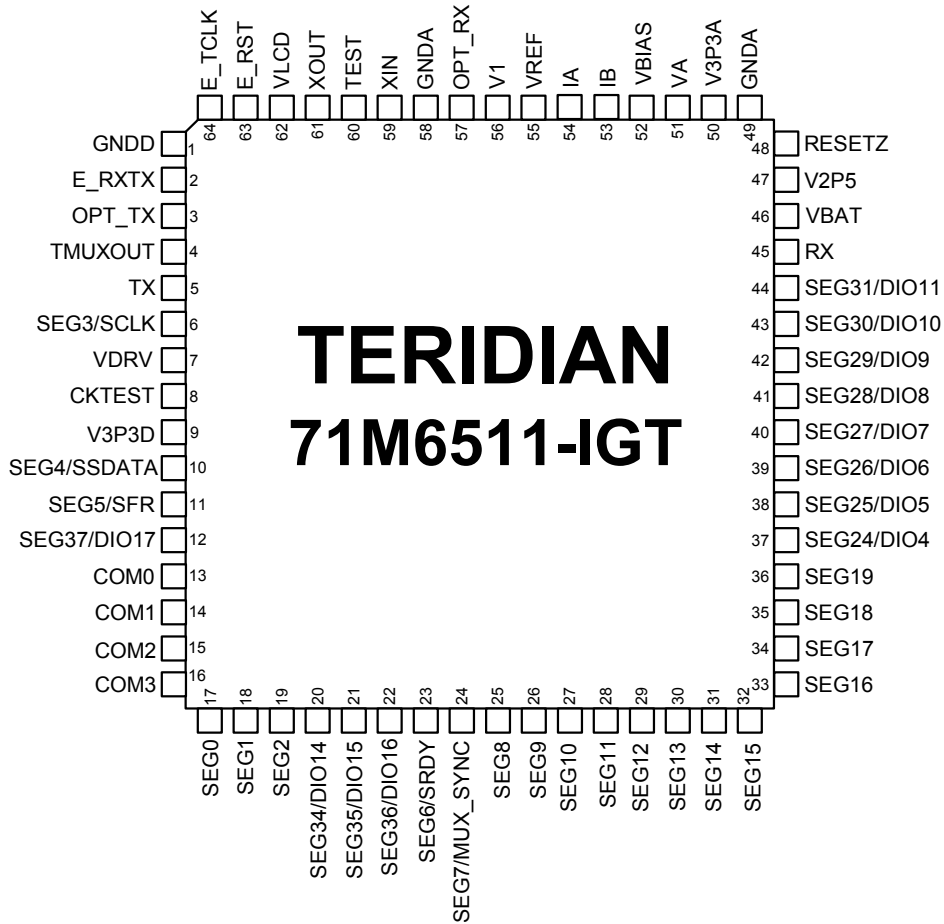 E_TCLK
E_RST
VLCD
XOUT
TEST
XIN
GNDA
OPT_RX
V1
VREF
IA
IB
VBIAS
VA
V3P3A
GNDA
64
63
62
61
60
59
58
57
56
55
54
53
52
51
50
49
GNDD 1
E_RXTX 2
OPT_TX 3
TMUXOUT 4
TX 5
SEG3/SCLK 6
VDRV 7
CKTEST 8
V3P3D 9
SEG4/SSDATA 10
SEG5/SFR 11
SEG37/DIO17 12
COM0 13
COM1 14
COM2 15
COM3 16
TERIDIAN
71M6511-IGT
48 RESETZ
47 V2P5
46 VBAT
45 RX
44 SEG31/DIO11
43 SEG30/DIO10
42 SEG29/DIO9
41 SEG28/DIO8
40 SEG27/DIO7
39 SEG26/DIO6
38 SEG25/DIO5
37 SEG24/DIO4
36 SEG19
35 SEG18
34 SEG17
33 SEG16
17
18
19
20
21
22
23
24
25
26
27
28
29
30
31
32
SEG0
SEG1
SEG2
SEG34/DIO14
SEG35/DIO15
SEG36/DIO16
SEG6/SRDY
SEG7/MUX_SYNC
SEG8
SEG9
SEG10
SEG11
SEG12
SEG13
SEG14
SEG15